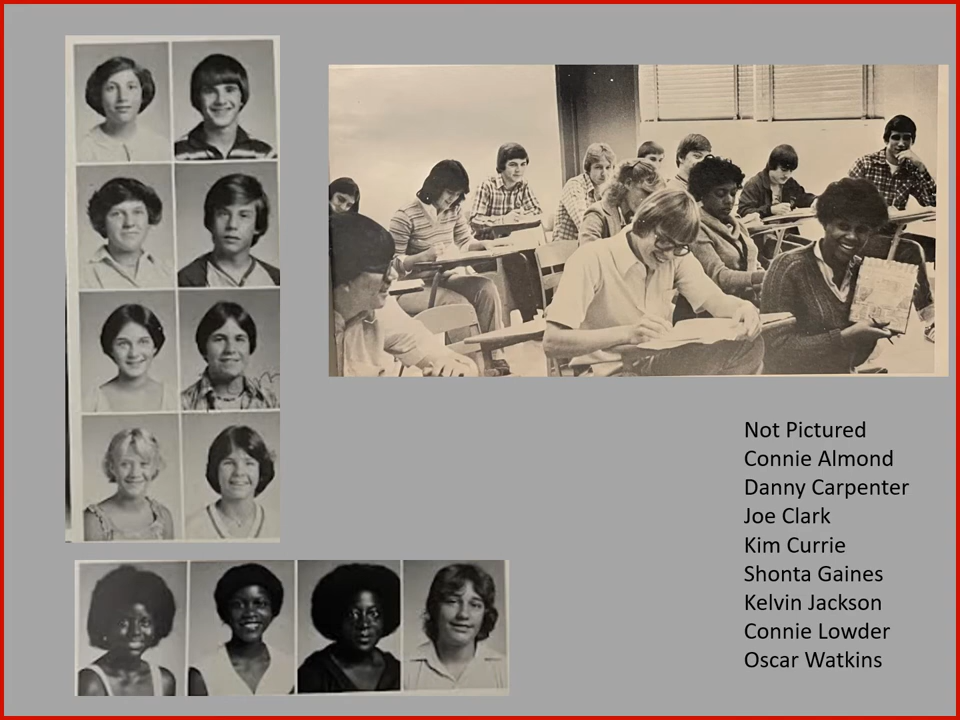 Not Pictured
Connie Almond
Danny Carpenter
Joe Clark
Kim Currie
Shonta Gaines
Kelvin Jackson
Connie Lowder
Oscar Watkins